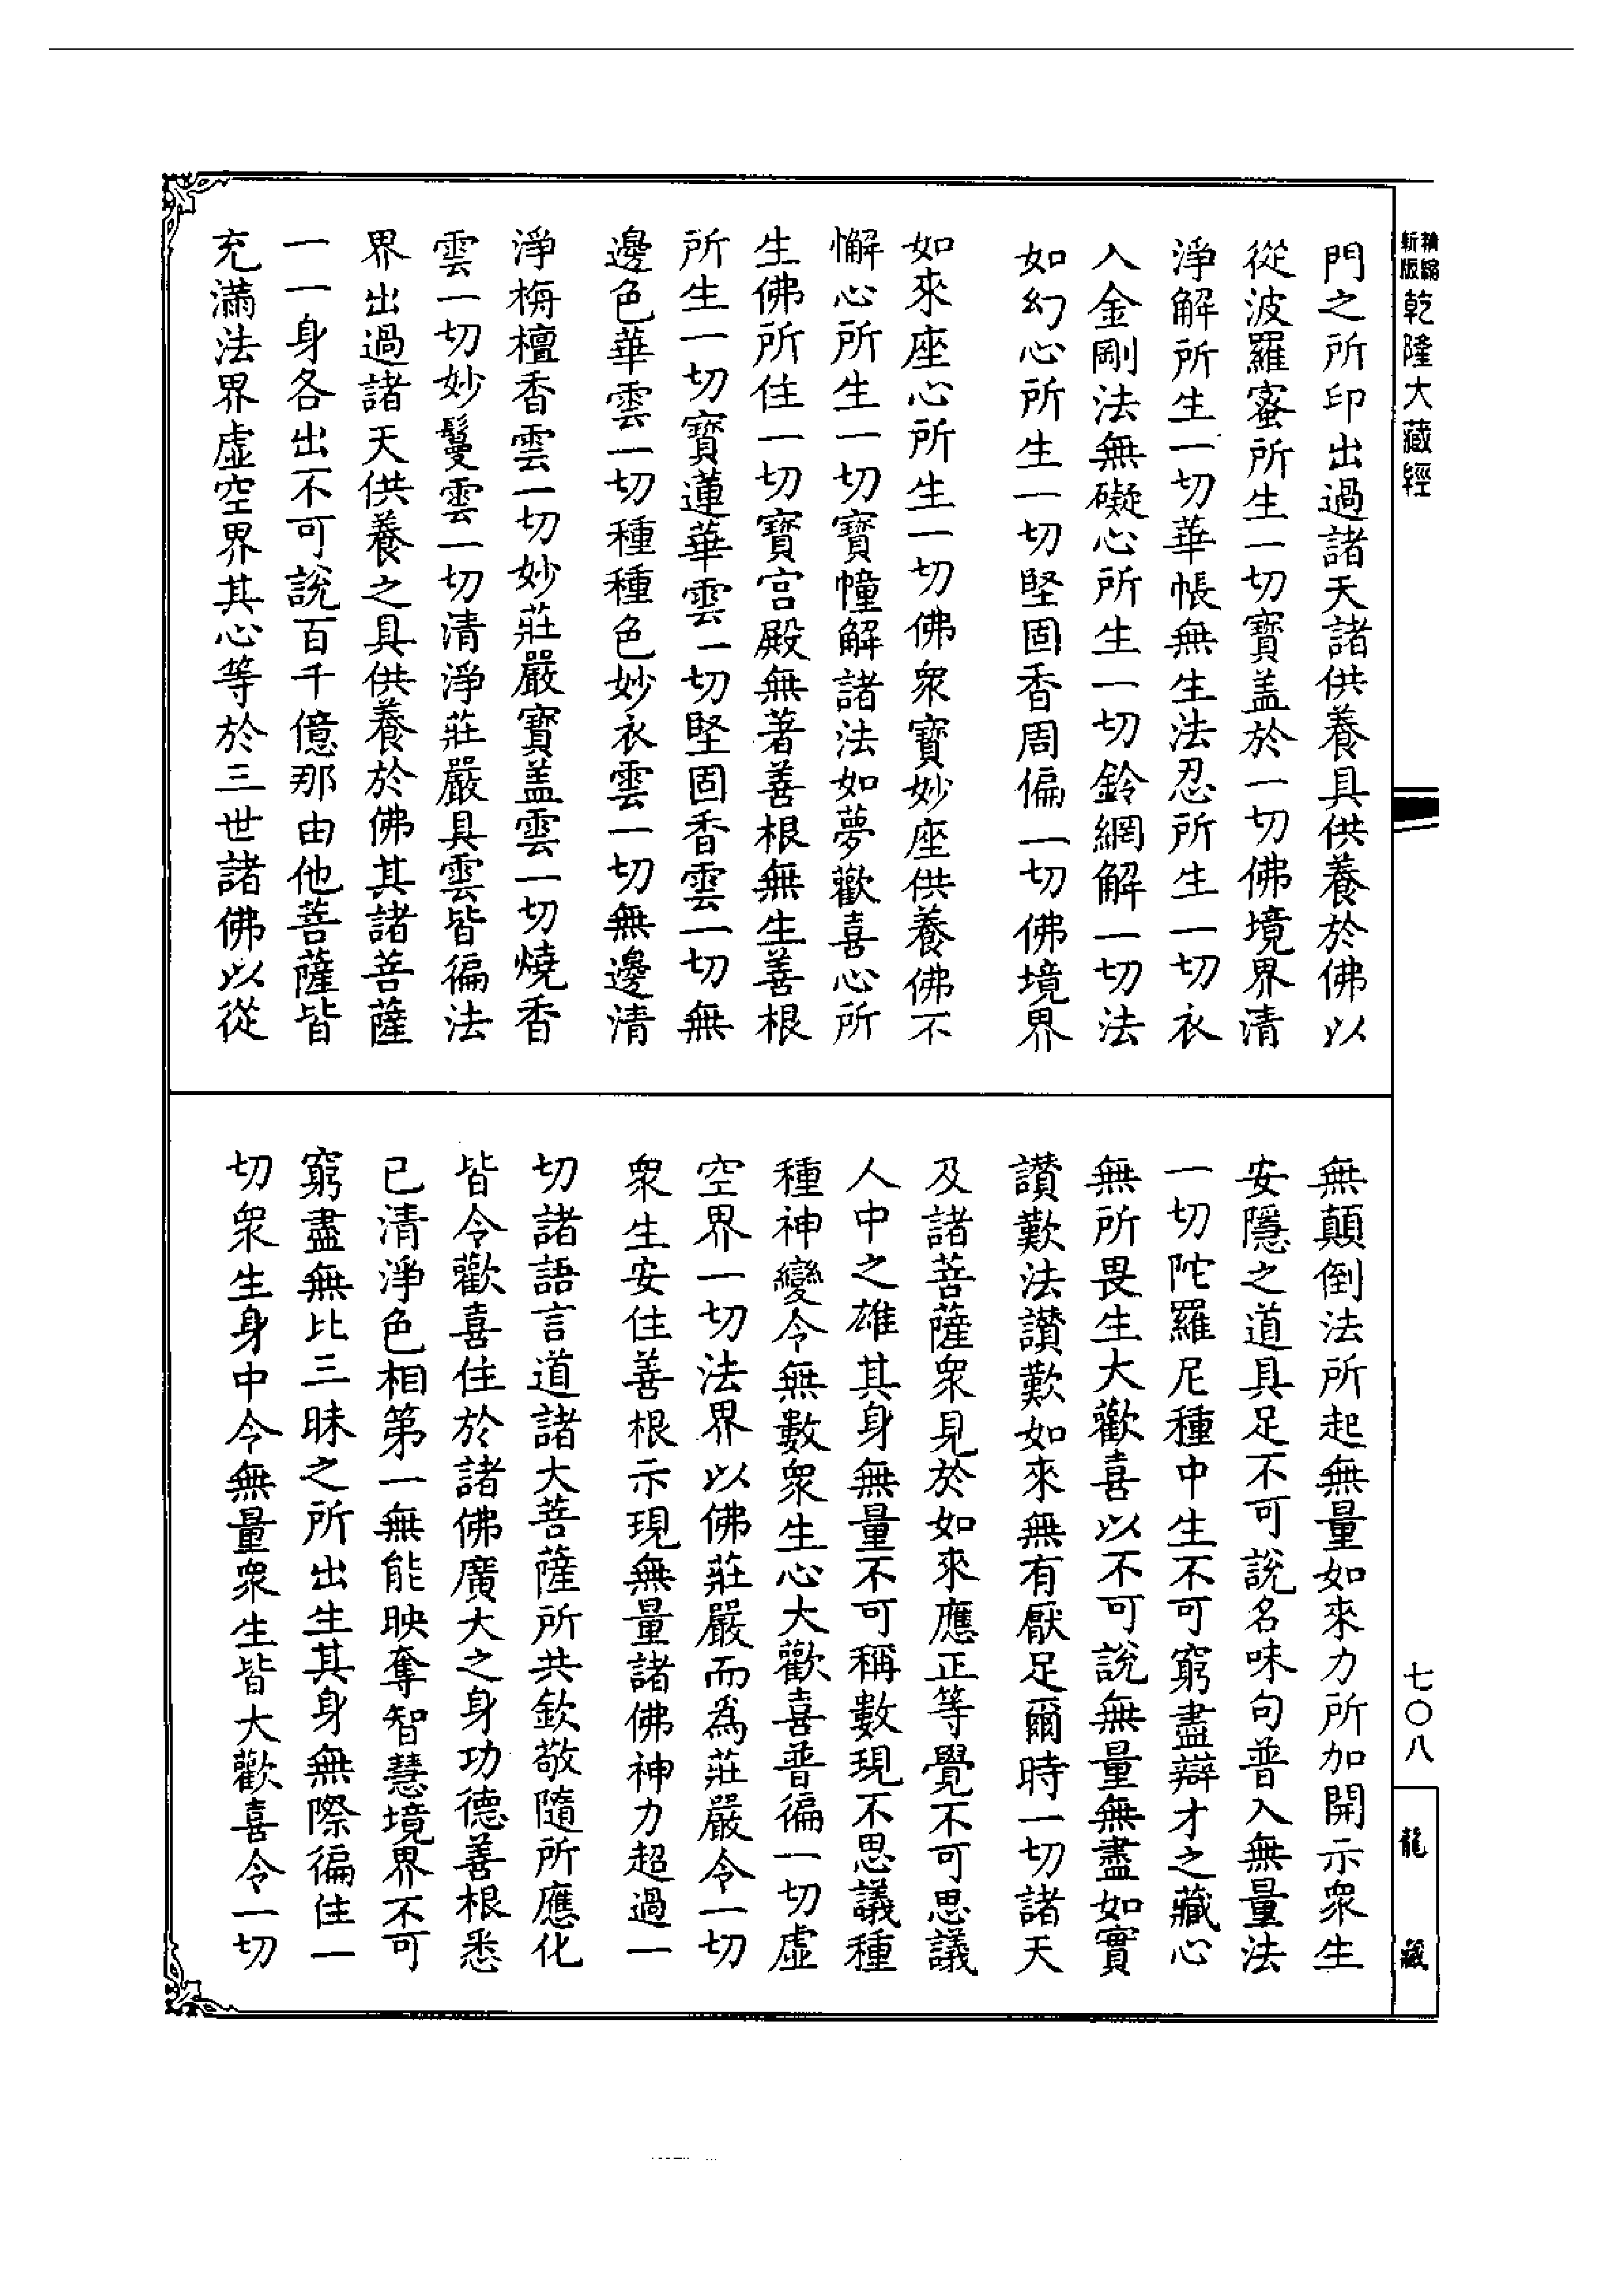 精縮新版乾隆大藏經
門之所印出過諸天諸供養具供養於佛以
從波羅蜜所生一切寶蓋於一切佛境界清
淨解所生一切華帳無生法忍所生一切衣
入金剛法無礙心所生一切鈴網解一切法
如幻心所生一切堅固香周徧一切佛境界
如來座心所生一切佛眾寶妙座供養佛不
懈心所生一切寶幢解諸法如夢歡喜心所
生佛所住一切寶宮殿無著善根無生善根
所生一切寶蓮華雲一切堅固香雲一切無
邊色華雲一切種種色妙衣雲一切無邊清
淨栴檀香雲一切妙莊嚴寶蓋雲一切燒香
雲一切妙鬘雲一切清淨莊嚴具雲皆徧法
界出過諸天供養之具供養於佛其諸菩薩
一一身各出不可說百千億那由他菩薩皆
充滿法界虛空界其心等於三世諸佛以從
無顛倒法所起無量如來力所加開示眾生
安隱之道具足不可說名味句普入無量法
一切陀羅尼種中生不可窮盡辯才之藏心
無所畏生大歡喜以不可說無量無盡如實
讚歎法讚歎如來無有厭足爾時一切諸天
及諸菩薩眾見於如來應正等覺不可思議
人中之雄其身無量不可稱數現不思議種
種神變令無數眾生心大歡喜普徧一切虛
空界一切法界以佛莊嚴而為莊嚴令一切
眾生安住善根示現無量諸佛神力超過一
切諸語言道諸大菩薩所共欽敬隨所應化
皆令歡喜住於諸佛廣大之身功德善根悉
已清淨色相第一無能映奪智慧境界不可
窮盡無比三昧之所出生其身無際徧住一
切眾生身中令無量眾生皆大歡喜令一切
七〇八
龍藏